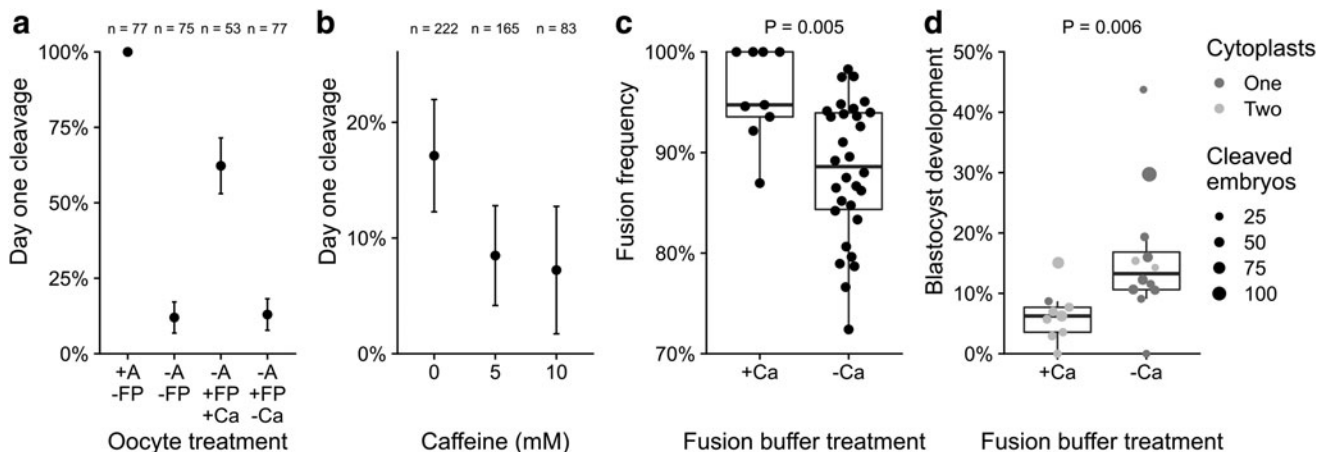 a
n = 77 n = 75 n = 53 n = 77
Day one cleavage
100%
75%
50%
25%
0%
+A -A -A -A
-FP -FP +FP +FP
+Ca -Ca
Oocyte treatment
b
n = 222 n = 165 n = 83
Day one cleavage
20%
10%
0%
0 5 10
Caffeine (mM)
c
P = 0.005
Fusion frequency
100%
90%
80%
70%
+Ca -Ca
Fusion buffer treatment
d
P = 0.006
Blastocyst development
50%
40%
30%
20%
10%
0%
+Ca -Ca
Fusion buffer treatment
Cytoplasts
One
Two
Cleaved
embryos
25
50
75
100